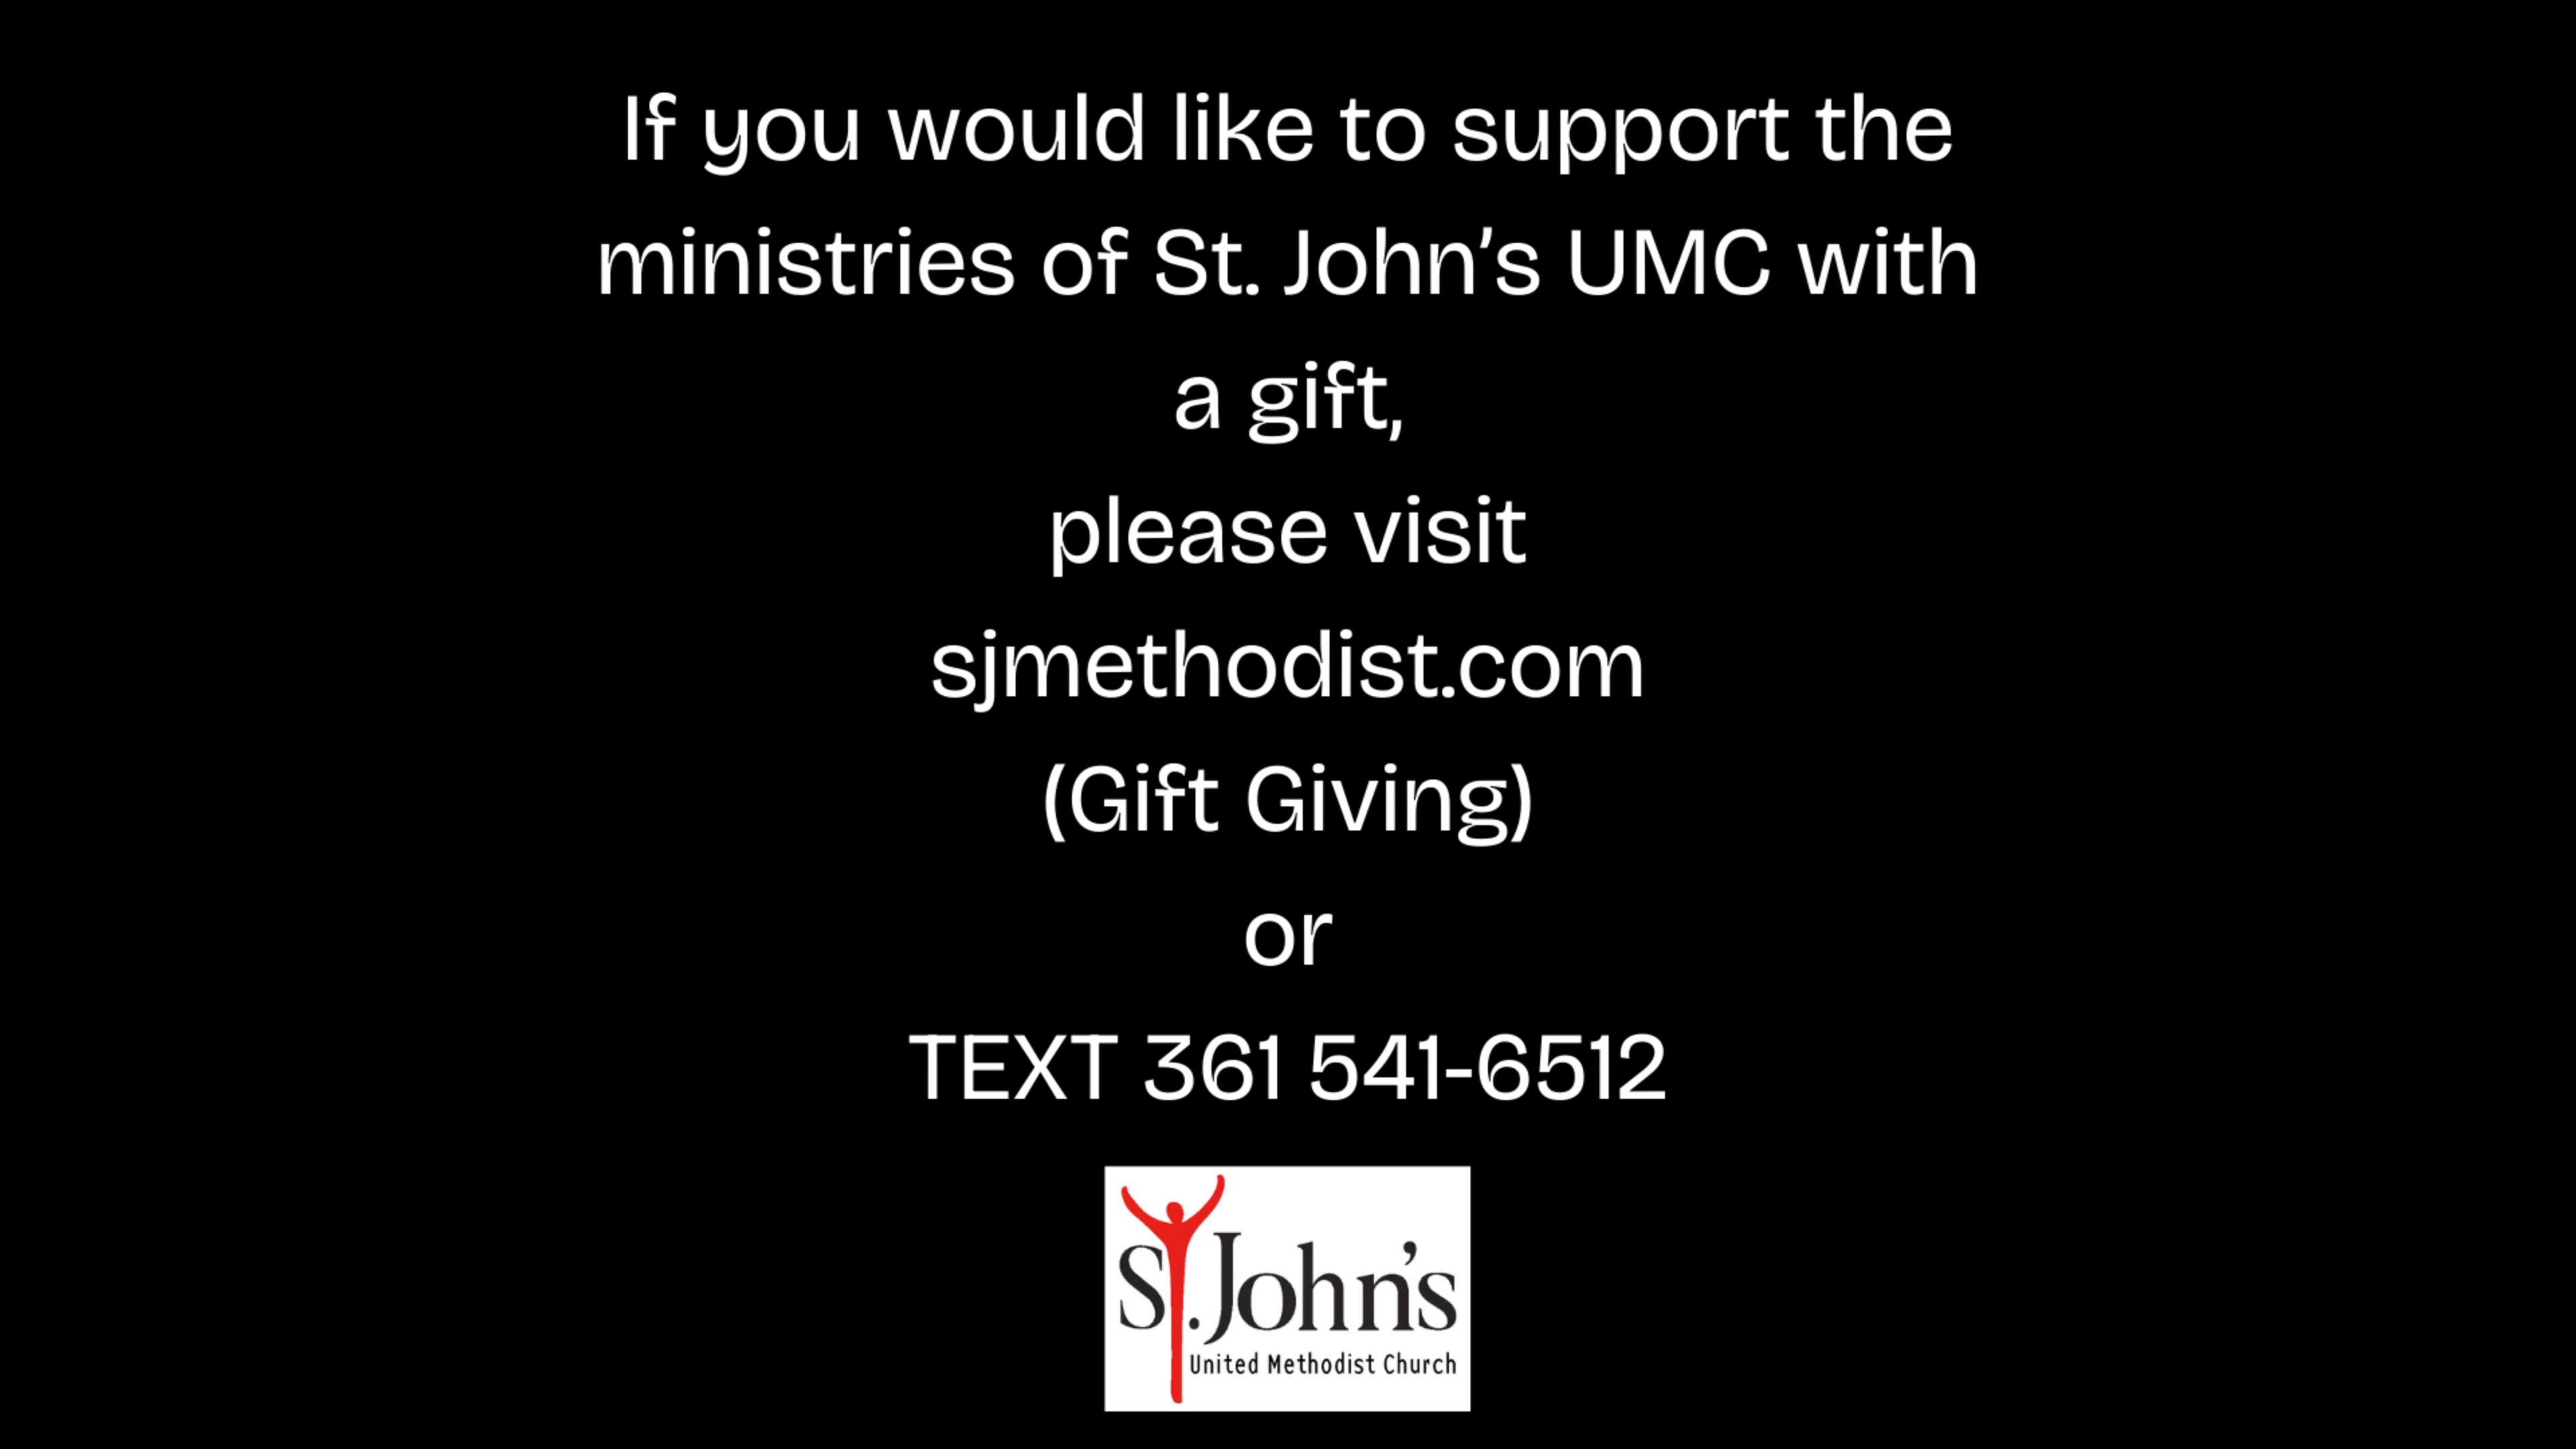 If you would like to support the
ministries of St. John’s UMC with
a gift,
please visit
sjmethodist.com
(Gift Giving)
or
TEXT 361 541-6512
St. John's
United Methodist Church